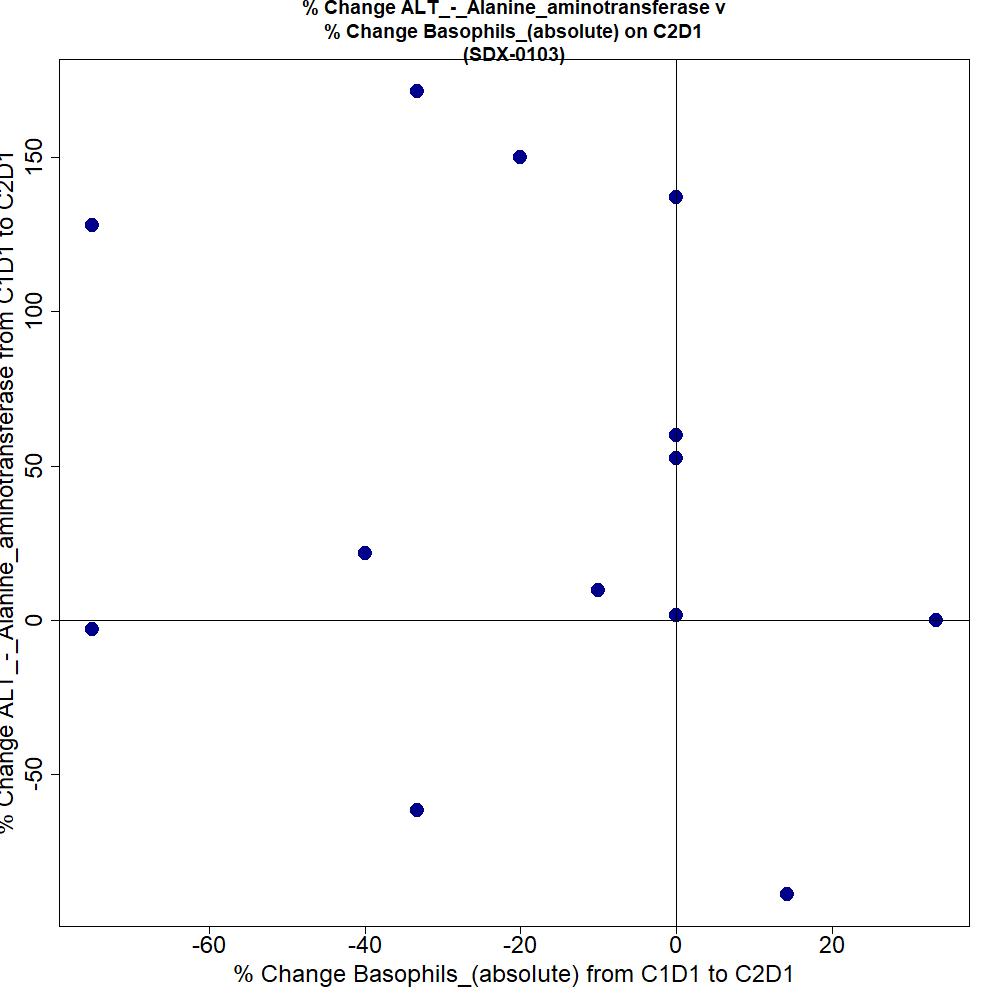 % Change ALT_-_Alanine_aminotransferase v
% Change Basophils_(absolute) on C2D1
(SDX-0103)
% Change ALT_-_Alanine_aminotransferase from C1D1 to C2D1
150
100
50
0
-50
-60 -40 -20 0 20
% Change Basophils_(absolute) from C1D1 to C2D1